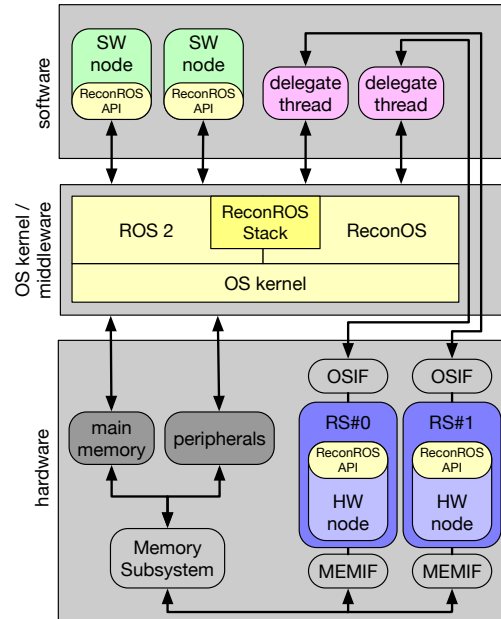 software
SW
node
ReconROS
API
SW
node
ReconROS
API
delegate
thread
delegate
thread
OS kernel /
middleware
ROS 2
ReconROS
Stack
ReconOS
OS kernel
hardware
main
memory
peripherals
Memory
Subsystem
OSIF
RS#0
ReconROS
API
HW
node
MEMIF
OSIF
RS#1
ReconROS
API
HW
node
MEMIF